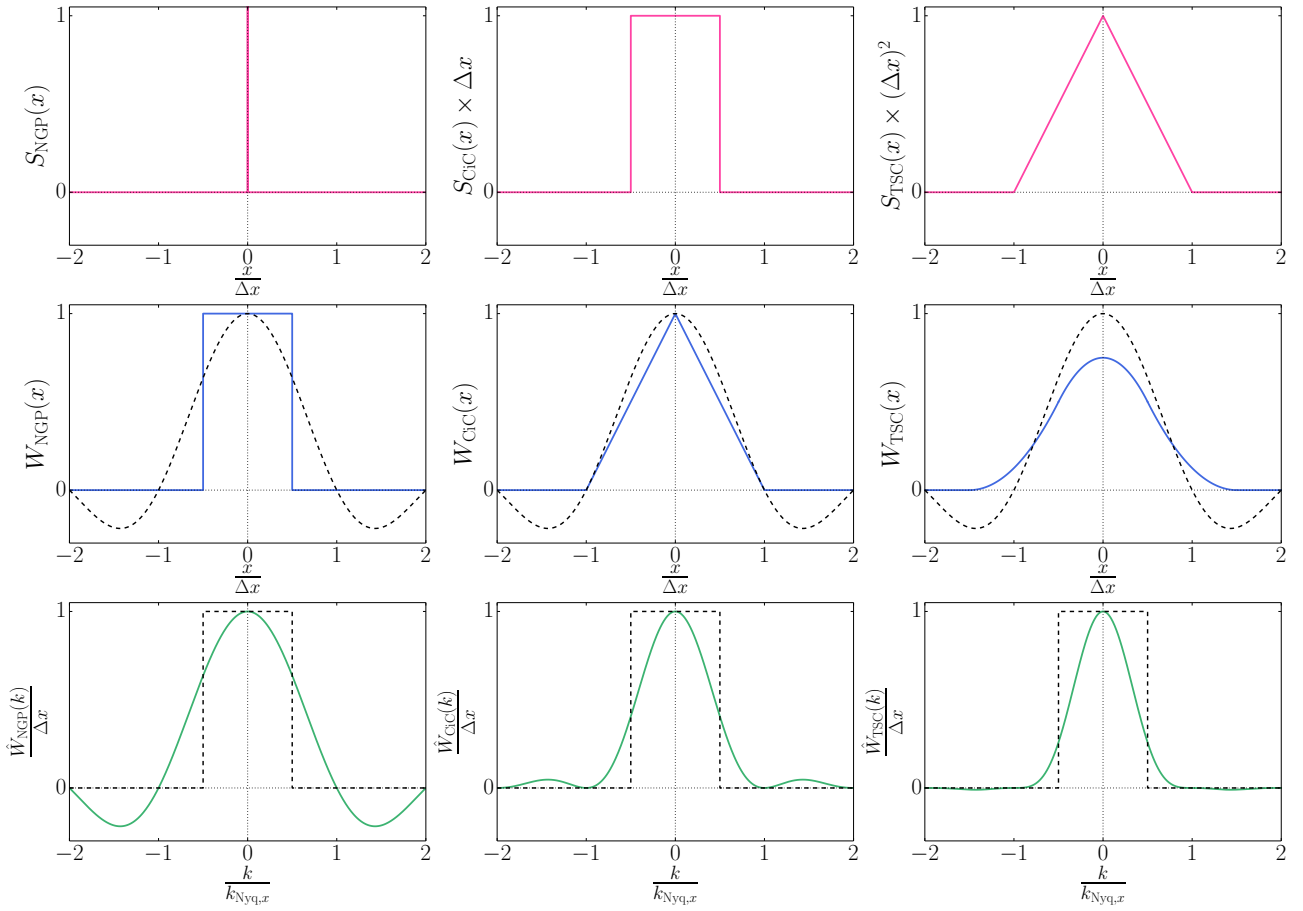 1
0
S_NGP(x)
−2 −1 0 1 2
x
Δx
1
0
S_CiC(x) × Δx
−2 −1 0 1 2
x
Δx
1
0
S_TSC(x) × (Δx)²
−2 −1 0 1 2
x
Δx
1
0
W_NGP(x)
−2 −1 0 1 2
x
Δx
1
0
W_CiC(x)
−2 −1 0 1 2
x
Δx
1
0
W_TSC(x)
−2 −1 0 1 2
x
Δx
1
0
Ŵ_NGP(k)
Δx
−2 −1 0 1 2
k
k_Nyq,x
1
0
Ŵ_CiC(k)
Δx
−2 −1 0 1 2
k
k_Nyq,x
1
0
Ŵ_TSC(k)
Δx
−2 −1 0 1 2
k
k_Nyq,x